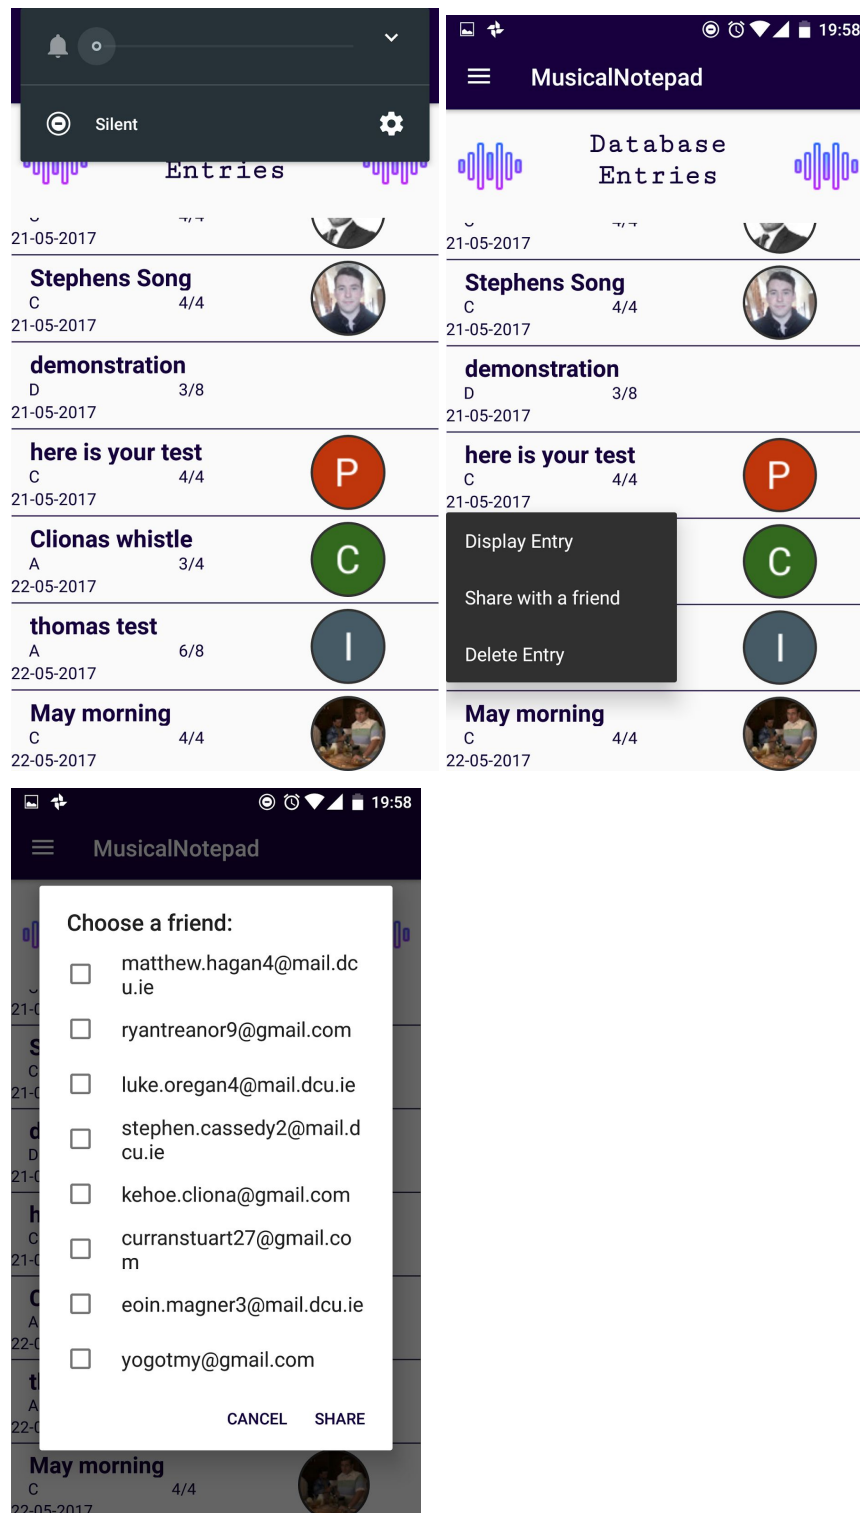 Silent
Entries
4/4
21-05-2017
Stephens Song
C 4/4
21-05-2017
demonstration
D 3/8
21-05-2017
here is your test
C 4/4
21-05-2017
P
Clionas whistle
A 3/4
22-05-2017
C
thomas test
A 6/8
22-05-2017
I
May morning
C 4/4
22-05-2017
19:58
MusicalNotepad
Database
Entries
21-05-2017
Stephens Song
C 4/4
21-05-2017
demonstration
D 3/8
21-05-2017
here is your test
C 4/4
21-05-2017
P
Display Entry
Share with a friend
Delete Entry
C
I
May morning
C 4/4
22-05-2017
19:58
MusicalNotepad
Choose a friend:
matthew.hagan4@mail.dc
u.ie
ryantreanor9@gmail.com
luke.oregan4@mail.dcu.ie
stephen.cassedy2@mail.d
cu.ie
kehoe.cliona@gmail.com
curranstuart27@gmail.co
m
eoin.magner3@mail.dcu.ie
yogotmy@gmail.com
CANCEL SHARE
May morning
C 4/4
22-05-2017